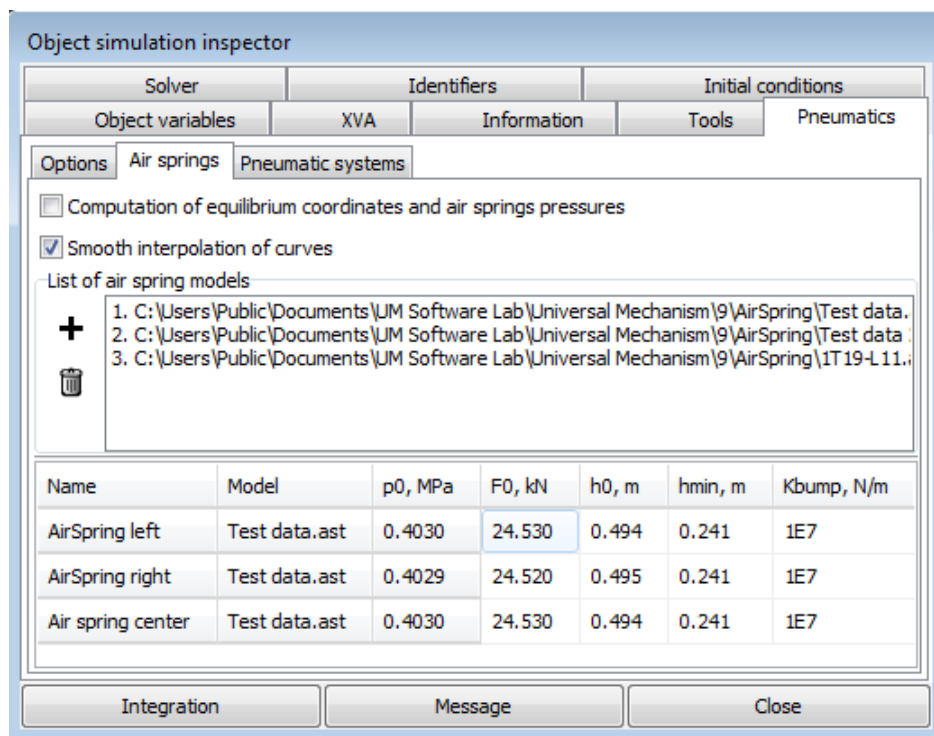 Object simulation inspector
Solver Identifiers Initial conditions
Object variables XVA Information Tools Pneumatics
Options Air springs Pneumatic systems
Computation of equilibrium coordinates and air springs pressures
Smooth interpolation of curves
List of air spring models
1. C:\Users\Public\Documents\UM Software Lab\Universal Mechanism\9\AirSpring\Test data.
2. C:\Users\Public\Documents\UM Software Lab\Universal Mechanism\9\AirSpring\Test data
3. C:\Users\Public\Documents\UM Software Lab\Universal Mechanism\9\AirSpring\1T19-L11.
Name Model p0, MPa F0, kN h0, m hmin, m Kbump, N/m
AirSpring left Test data.ast 0.4030 24.530 0.494 0.241 1E7
AirSpring right Test data.ast 0.4029 24.520 0.495 0.241 1E7
Air spring center Test data.ast 0.4030 24.530 0.494 0.241 1E7
Integration Message Close